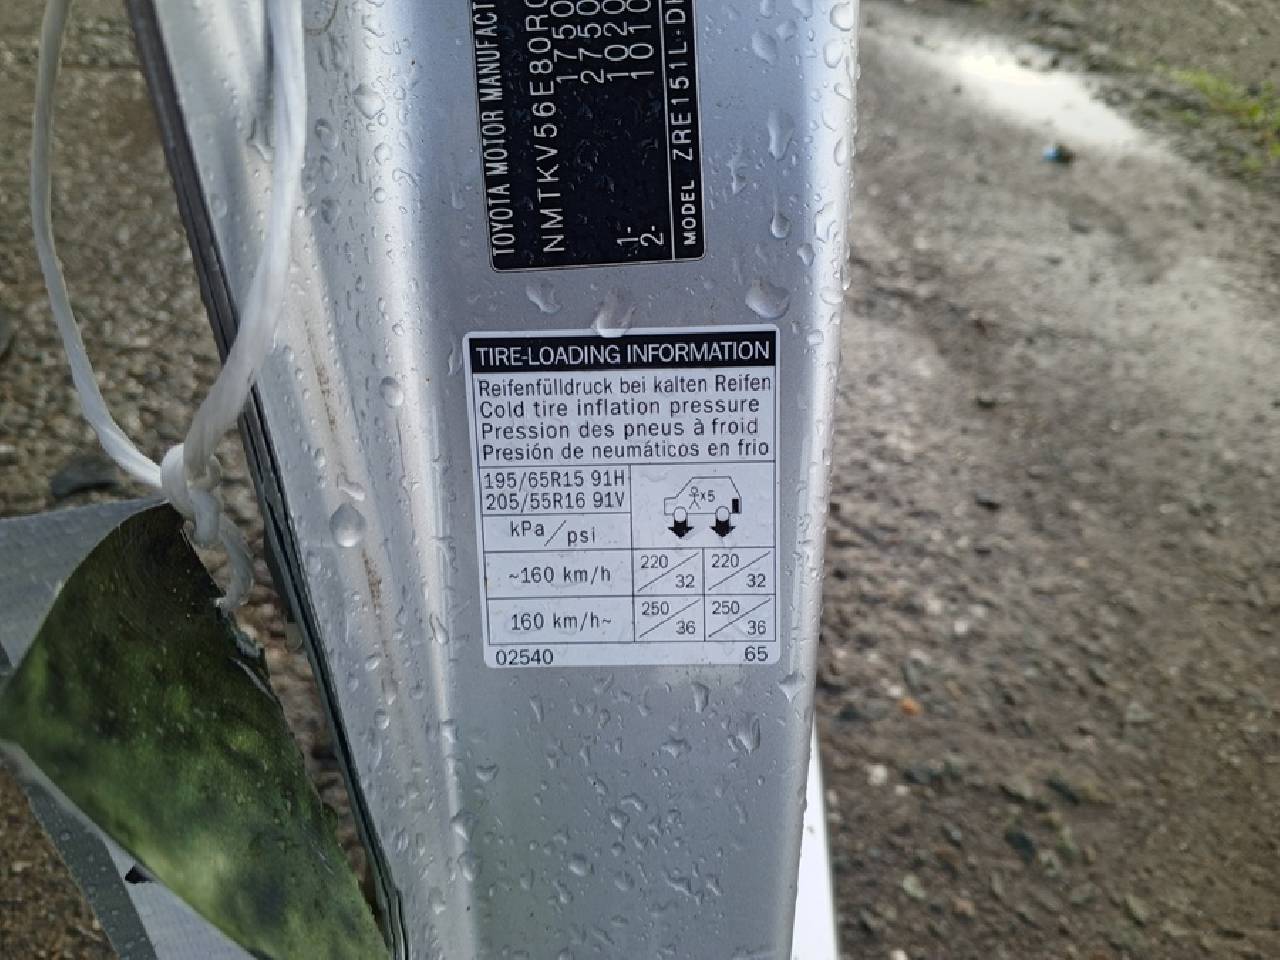 TOYOTA MOTOR
NMTKV56E80R
1750
2750
1- 1020
2- 1010
MODEL ZRE151L-D
TIRE-LOADING INFORMATION
Reifenfülldruck bei kalten Reifen
Cold tire inflation pressure
Pression des pneus à froid
Presión de neumáticos en frio
195/65R15 91H
205/55R16 91V
x5
kPa/psi
~160 km/h 220/32 220/32
160 km/h~ 250/36 250/36
02540 65